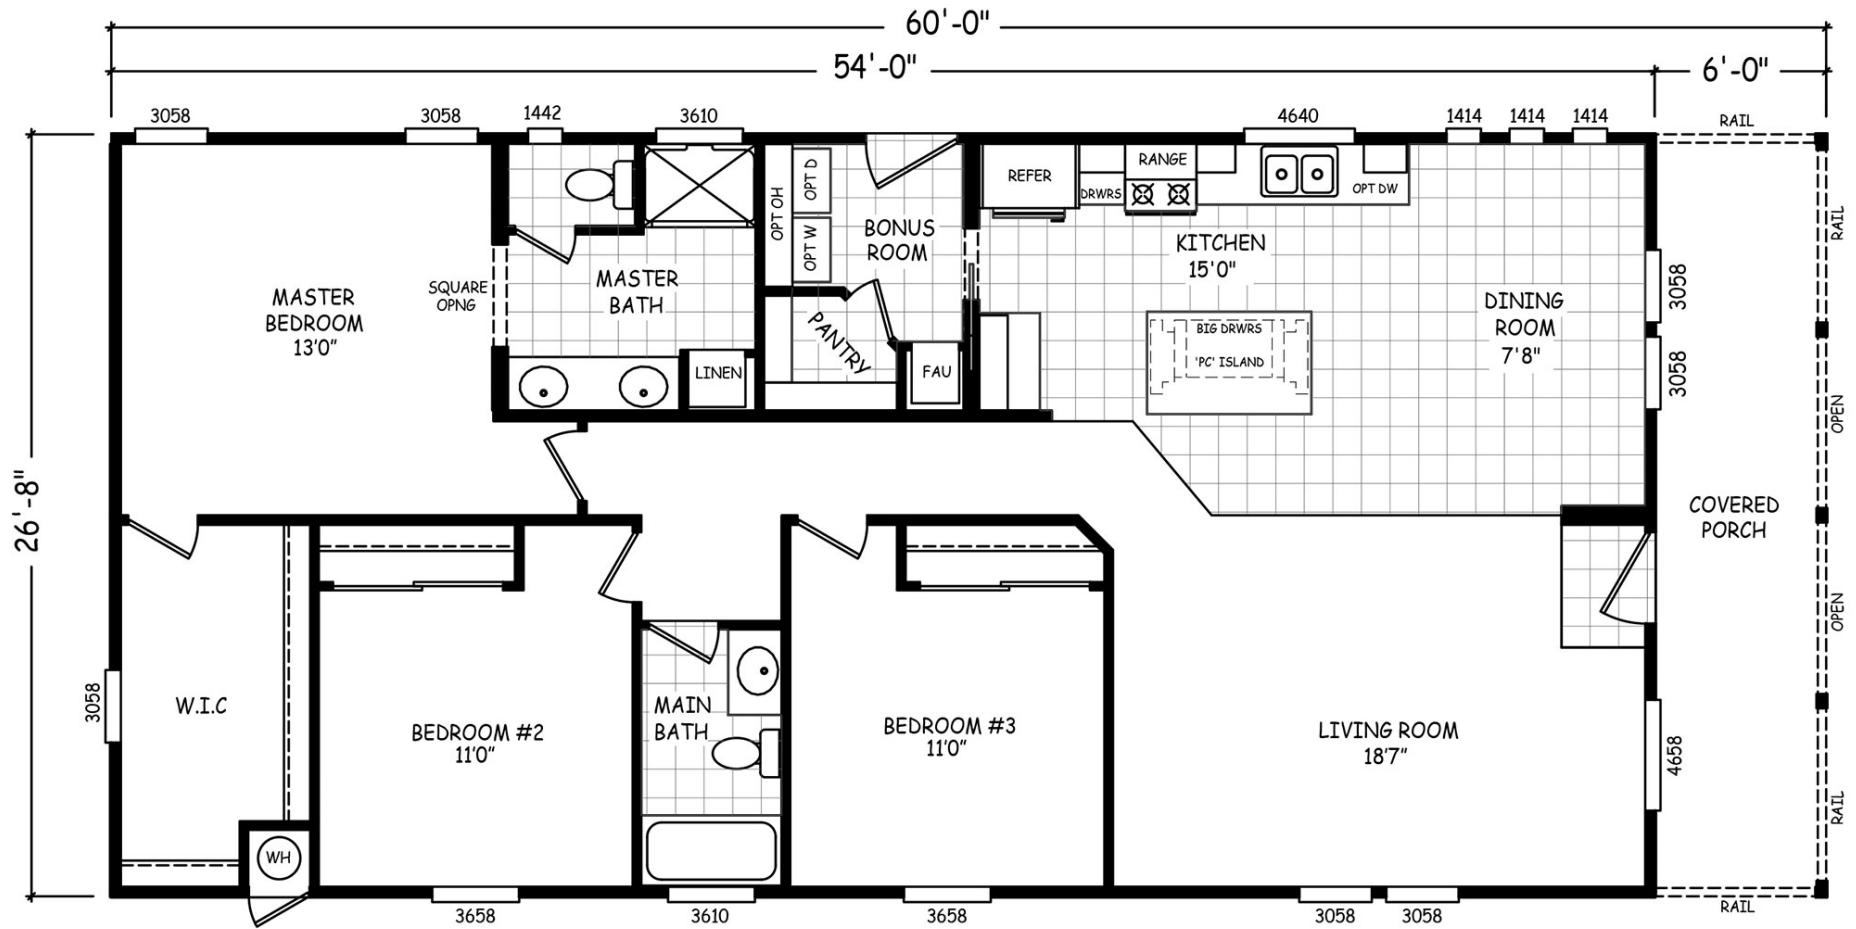 60'-0"
54'-0"
6'-0"
3058
3058
1442
3610
4640
1414
1414
1414
RAIL
26'-8"
MASTER
BEDROOM
13'0"
SQUARE
OPNG
MASTER
BATH
LINEN
OPT OH
OPT D
OPT W
BONUS
ROOM
PANTRY
FAU
REFER
DRWRS
RANGE
OPT DW
KITCHEN
15'0"
BIG DRWRS
'PC' ISLAND
DINING
ROOM
7'8"
3058
3058
RAIL
OPEN
COVERED
PORCH
OPEN
RAIL
3058
W.I.C
WH
BEDROOM #2
11'0"
MAIN
BATH
BEDROOM #3
11'0"
LIVING ROOM
18'7"
4658
3658
3610
3658
3058
3058
RAIL